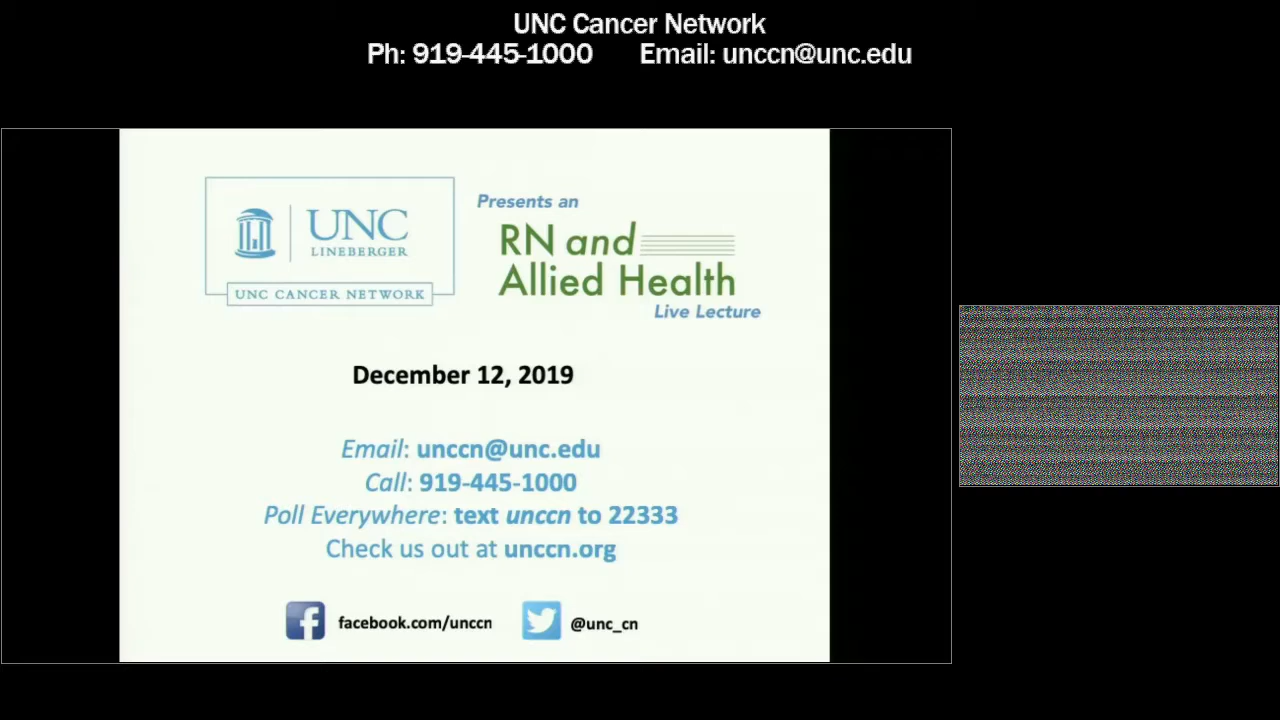 UNC Cancer Network
Ph: 919-445-1000 Email: unccn@unc.edu
UNC
LINEBERGER
UNC CANCER NETWORK
Presents an
RN and
Allied Health
Live Lecture
December 12, 2019
Email: unccn@unc.edu
Call: 919-445-1000
Poll Everywhere: text unccn to 22333
Check us out at unccn.org
facebook.com/unccn
@unc_cn